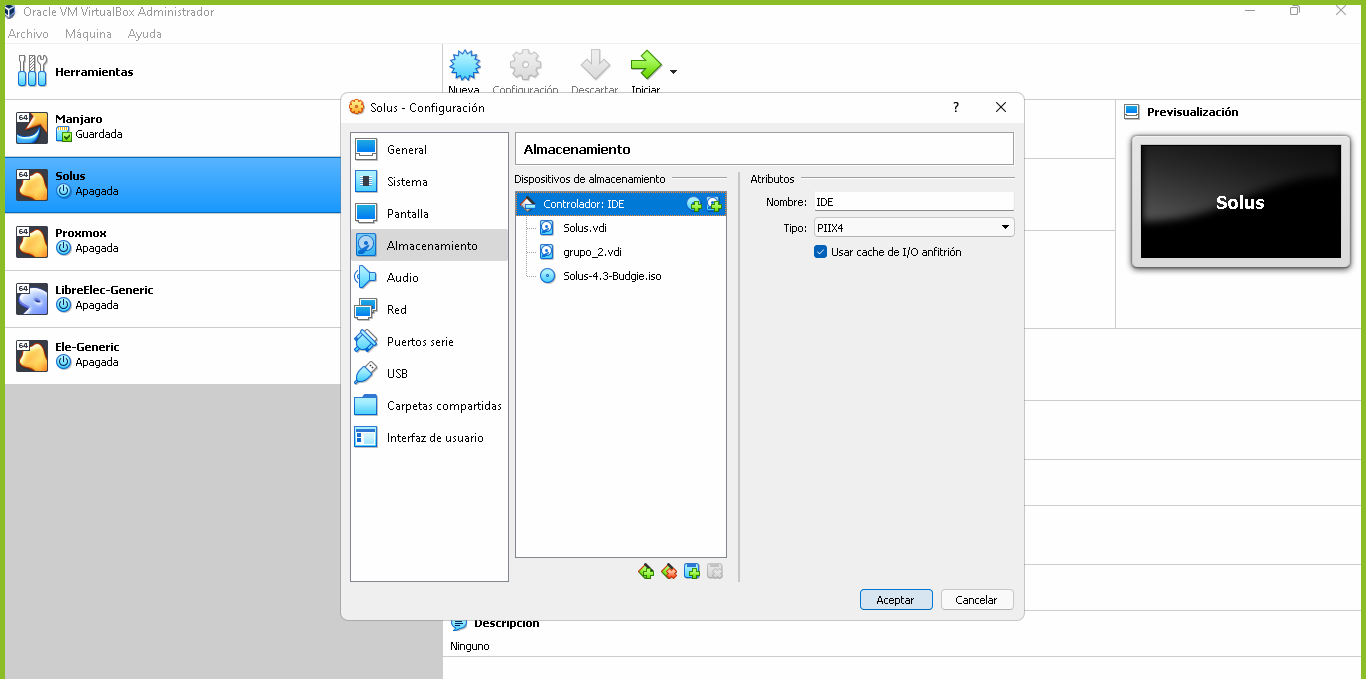 Oracle VM VirtualBox Administrador
Archivo Máquina Ayuda
Herramientas
Nueva Configuración Descartar Iniciar
64
Manjaro
Guardada
64
Solus
Apagada
64
Proxmox
Apagada
64
LibreElec-Generic
Apagada
64
Ele-Generic
Apagada
Solus - Configuración ?
General
Sistema
Pantalla
Almacenamiento
Audio
Red
Puertos serie
USB
Carpetas compartidas
Interfaz de usuario
Almacenamiento
Dispositivos de almacenamiento
Controlador: IDE
Solus.vdi
grupo_2.vdi
Solus-4.3-Budgie.iso
Atributos
Nombre: IDE
Tipo: PIIX4
Usar cache de I/O anfitrión
Aceptar Cancelar
Previsualización
Solus
Descripción
Ninguno